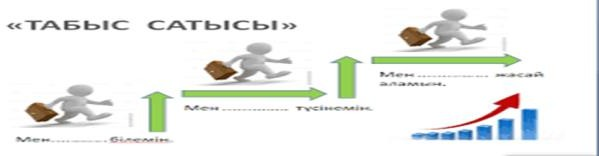 «ТАБЫС САТЫСЫ»
Мен................ жасай
аламын.
Мен................ түсінемін.
Мен.............. білемін.